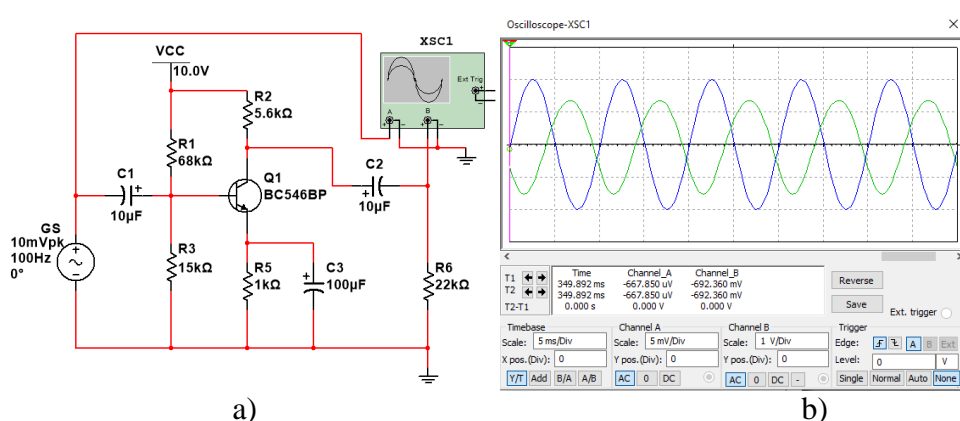 VCC
10.0V
R2
5.6kΩ
R1
68kΩ
C1
+
10µF
Q1
BC546BP
C2
+
10µF
GS
10mVpk
100Hz
0°
R3
15kΩ
R5
1kΩ
C3
+
100µF
R6
22kΩ
XSC1
Ext Trig
+
-
A
B
a)
Oscilloscope-XSC1
Time Channel_A Channel_B
T1 349.892 ms -667.850 uV -692.360 mV
T2 349.892 ms -667.850 uV -692.360 mV
T2-T1 0.000 s 0.000 V 0.000 V
Reverse
Save
Ext. trigger
Timebase
Scale: 5 ms/Div
X pos.(Div): 0
Y/T Add B/A A/B
Channel A
Scale: 5 mV/Div
Y pos.(Div): 0
AC 0 DC
Channel B
Scale: 1 V/Div
Y pos.(Div): 0
AC 0 DC -
Trigger
Edge: A B Ext
Level: 0 V
Single Normal Auto None
b)